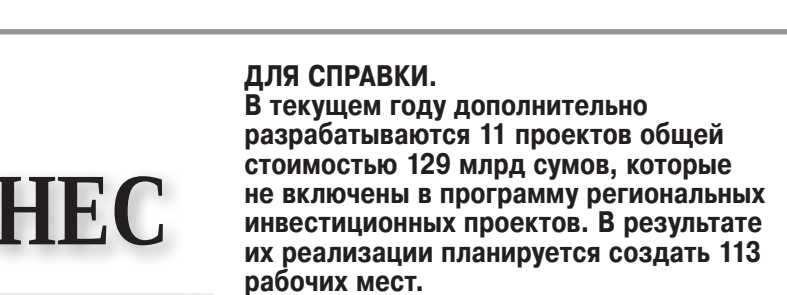 ДЛЯ СПРАВКИ.
В текущем году дополнительно
разрабатываются 11 проектов общей
стоимостью 129 млрд сумов, которые
не включены в программу региональных
инвестиционных проектов. В результате
их реализации планируется создать 113
рабочих мест.
НЕС